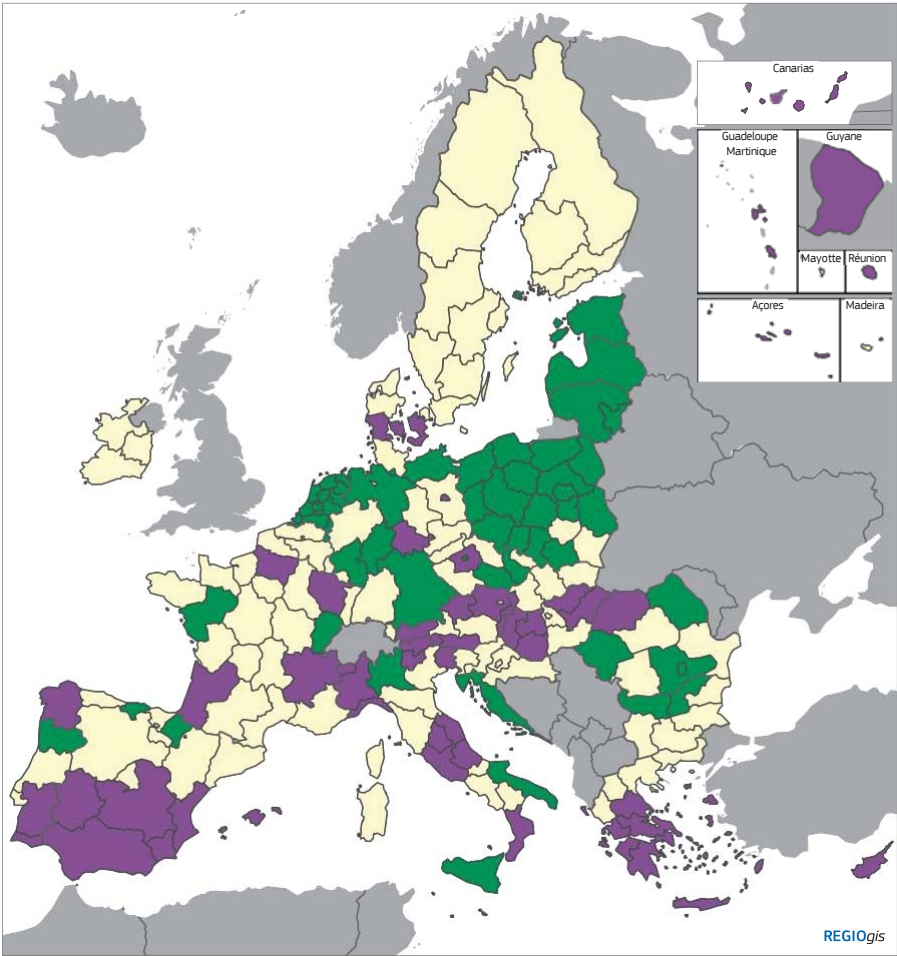 Canarias
Guadeloupe
Martinique
Guyane
Mayotte
Réunion
Açores
Madeira
REGIOgis